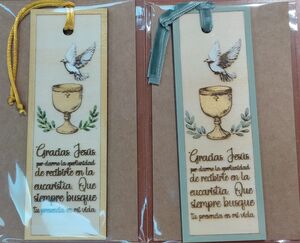 Gracias Jesús
por darme la oportunidad
de recibirte en la
eucaristía. Que
siempre busque
tu presencia en mi vida
Gracias Jesús
por darme la oportunidad
de recibirte en la
eucaristía. Que
siempre busque
tu presencia en mi vida